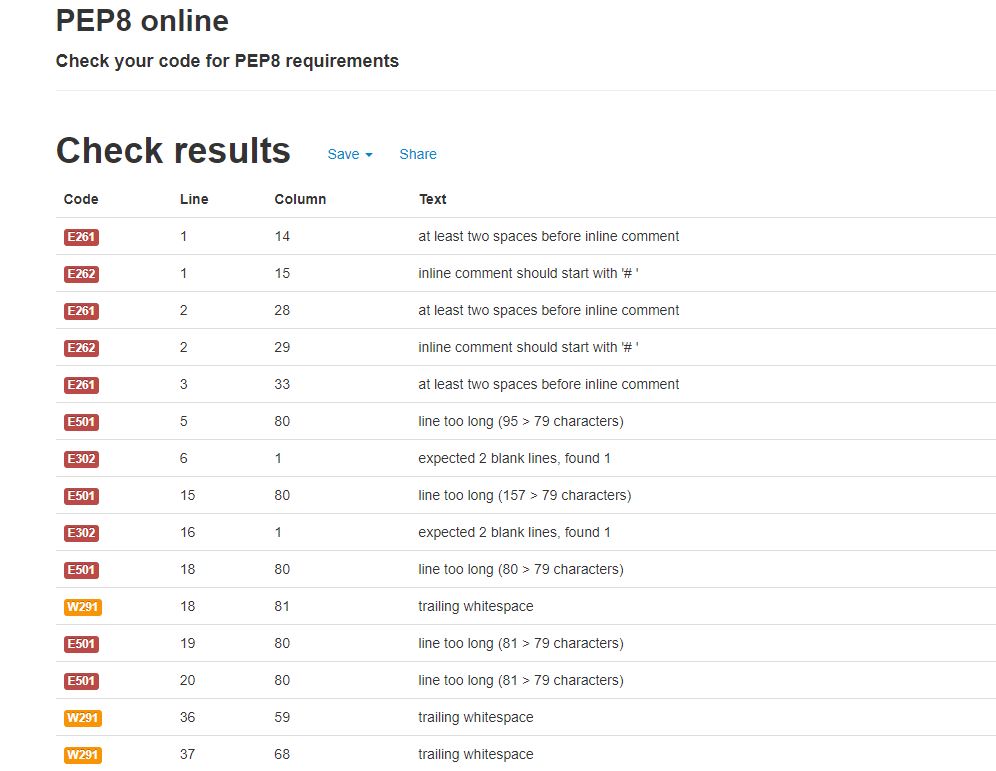 PEP8 online
Check your code for PEP8 requirements
Check results Save Share
Code Line Column Text
E261 1 14 at least two spaces before inline comment
E262 1 15 inline comment should start with '# '
E261 2 28 at least two spaces before inline comment
E262 2 29 inline comment should start with '# '
E261 3 33 at least two spaces before inline comment
E501 5 80 line too long (95 > 79 characters)
E302 6 1 expected 2 blank lines, found 1
E501 15 80 line too long (157 > 79 characters)
E302 16 1 expected 2 blank lines, found 1
E501 18 80 line too long (80 > 79 characters)
W291 18 81 trailing whitespace
E501 19 80 line too long (81 > 79 characters)
E501 20 80 line too long (81 > 79 characters)
W291 36 59 trailing whitespace
W291 37 68 trailing whitespace